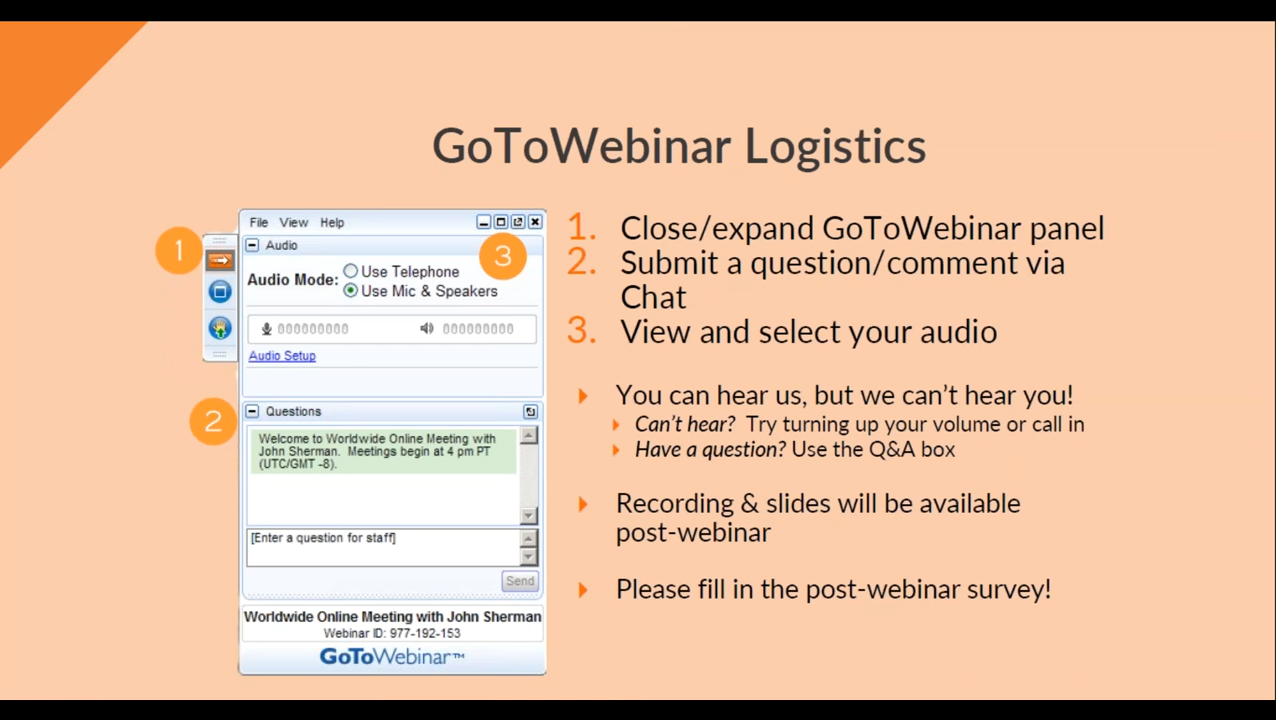 GoToWebinar Logistics
File View Help
1
Audio
3
Audio Mode:
Use Telephone
Use Mic & Speakers
000000000 000000000
Audio Setup
2
Questions
Welcome to Worldwide Online Meeting with
John Sherman. Meetings begin at 4 pm PT
(UTC/GMT -8).
[Enter a question for staff]
Send
Worldwide Online Meeting with John Sherman
Webinar ID: 977-192-153
GoToWebinar™
1. Close/expand GoToWebinar panel
2. Submit a question/comment via
Chat
3. View and select your audio
You can hear us, but we can't hear you!
Can't hear? Try turning up your volume or call in
Have a question? Use the Q&A box
Recording & slides will be available
post-webinar
Please fill in the post-webinar survey!